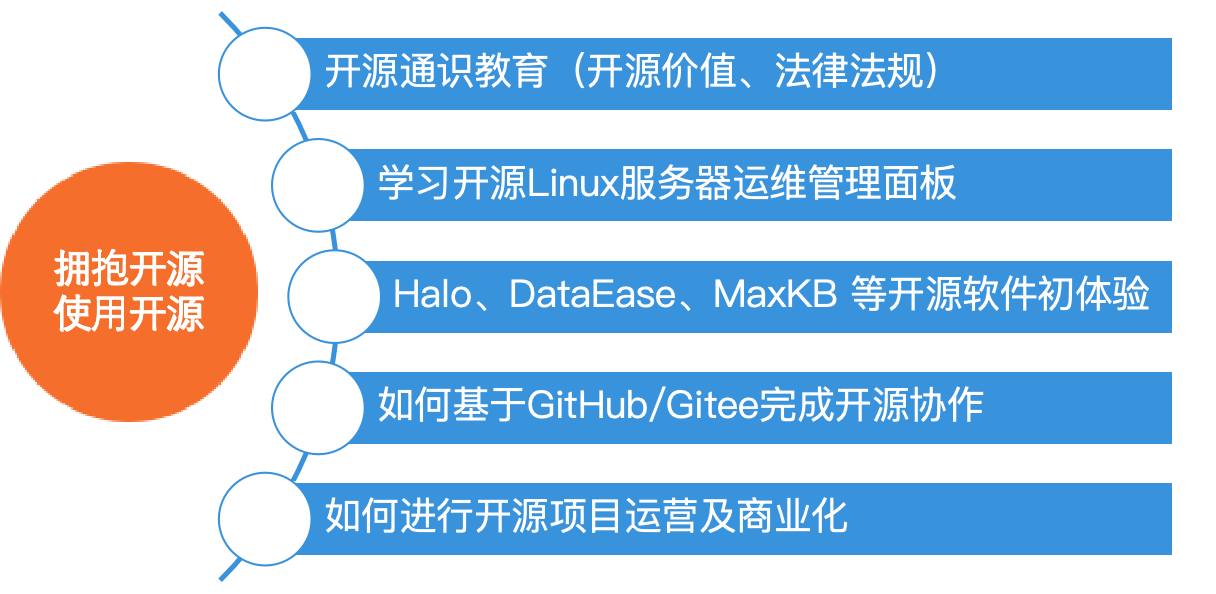 拥抱开源
使用开源
开源通识教育（开源价值、法律法规）
学习开源Linux服务器运维管理面板
Halo、DataEase、MaxKB 等开源软件初体验
如何基于GitHub/Gitee完成开源协作
如何进行开源项目运营及商业化